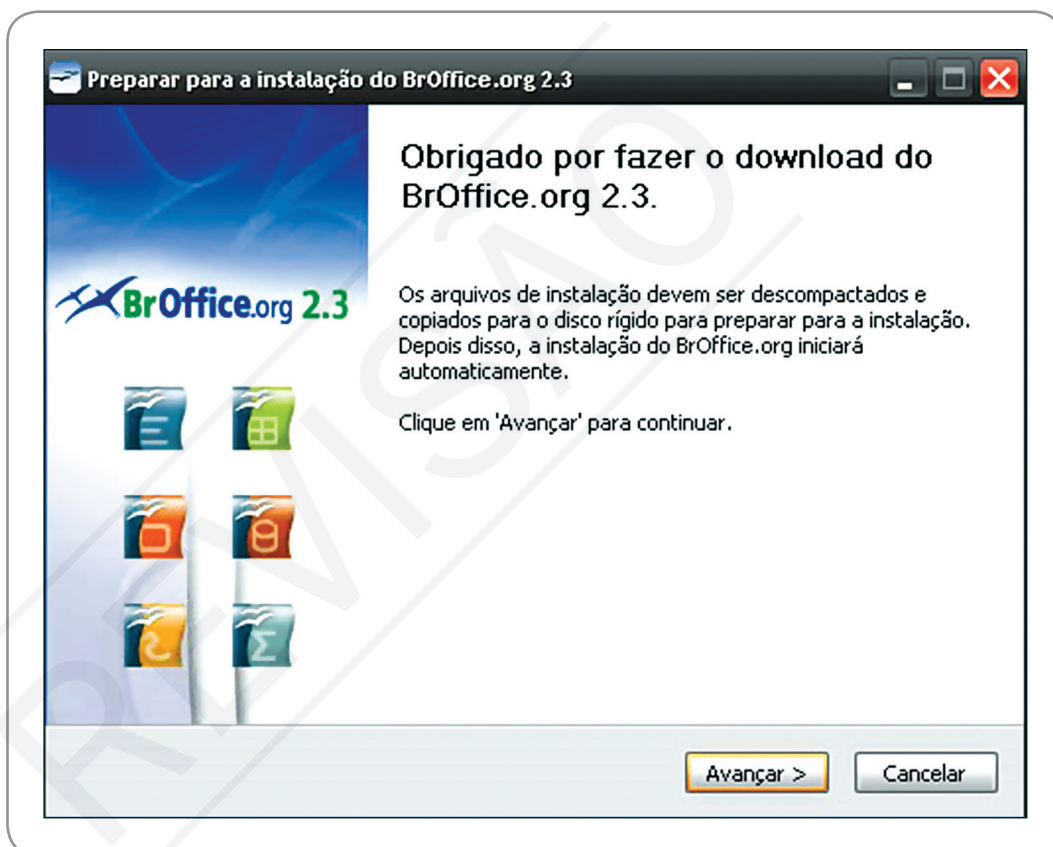 Preparar para a instalação do BrOffice.org 2.3
Obrigado por fazer o download do
BrOffice.org 2.3.
BrOffice.org 2.3
Os arquivos de instalação devem ser descompactados e
copiados para o disco rígido para preparar para a instalação.
Depois disso, a instalação do BrOffice.org iniciará
automaticamente.
Clique em 'Avançar' para continuar.
Avançar >
Cancelar
REVISÃO